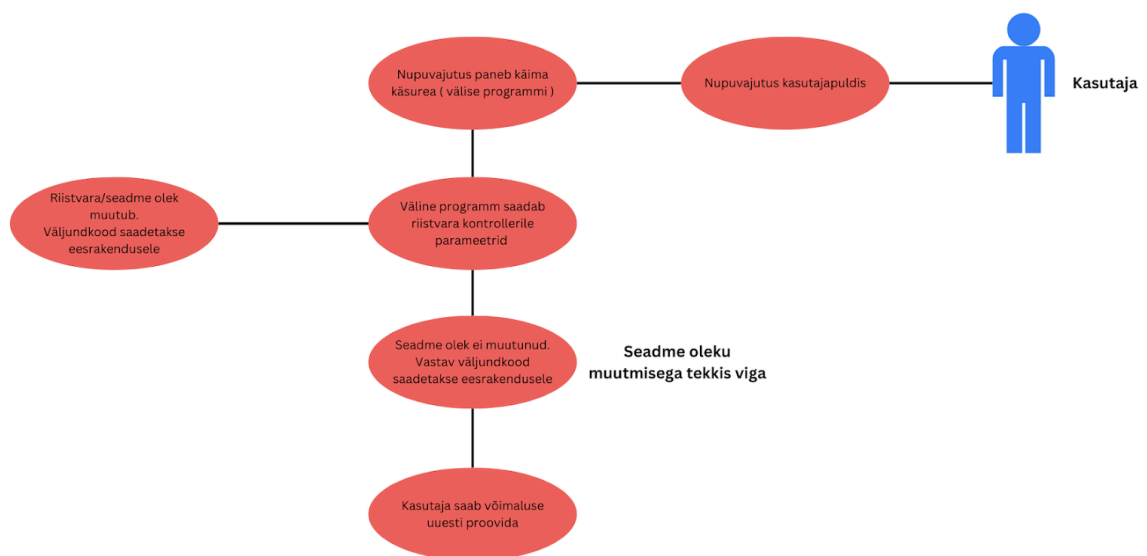 Nupuvajutus paneb käima
käsurea ( välise programmi )
Nupuvajutus kasutajapuldis
Kasutaja
Riistvara/seadme olek
muutub.
Väljundkood saadetakse
eesrakendusele
Väline programm saadab
riistvara kontrollerile
parameetrid
Seadme olek ei muutunud.
Vastav väljundkood
saadetakse eesrakendusele
Seadme oleku
muutmisega tekkis viga
Kasutaja saab võimaluse
uuesti proovida